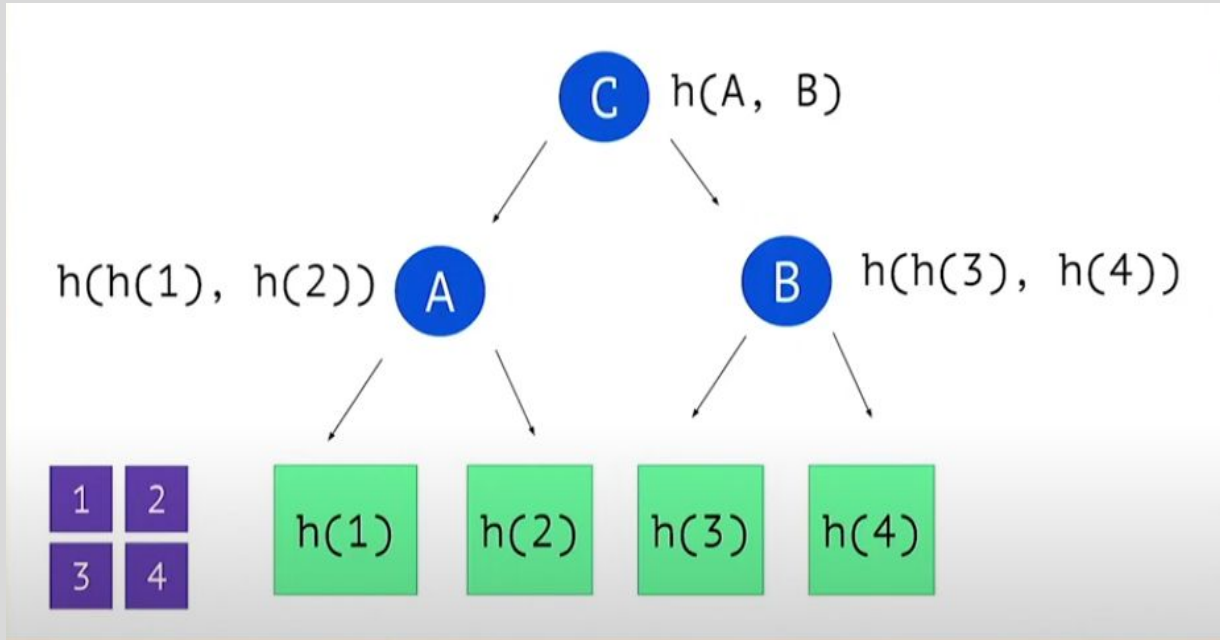 C h(A, B)
h(h(1), h(2)) A
B h(h(3), h(4))
1 2
3 4
h(1) h(2) h(3) h(4)